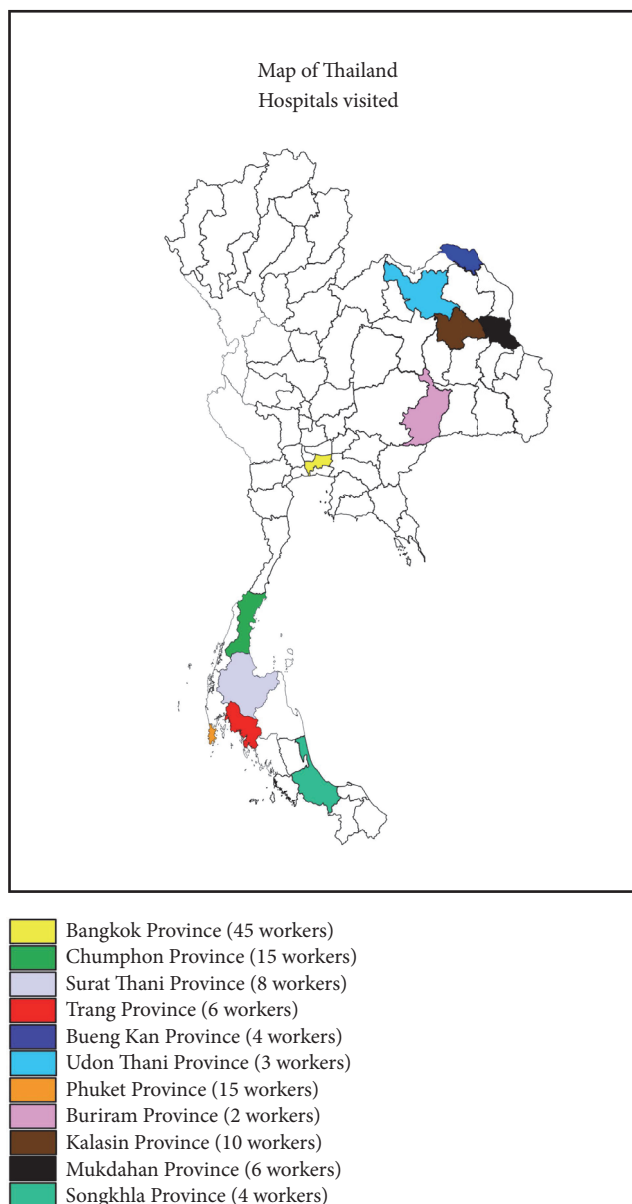 Map of Thailand
Hospitals visited
Bangkok Province (45 workers)
Chumphon Province (15 workers)
Surat Thani Province (8 workers)
Trang Province (6 workers)
Bueng Kan Province (4 workers)
Udon Thani Province (3 workers)
Phuket Province (15 workers)
Buriram Province (2 workers)
Kalasin Province (10 workers)
Mukdahan Province (6 workers)
Songkhla Province (4 workers)